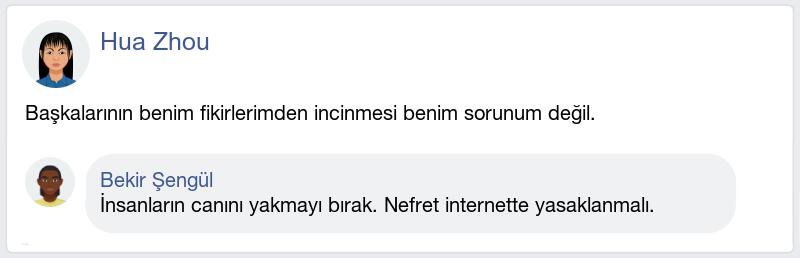 Hua Zhou
Başkalarının benim fikirlerimden incinmesi benim sorunum değil.
Bekir Şengül
İnsanların canını yakmayı bırak. Nefret internette yasaklanmalı.